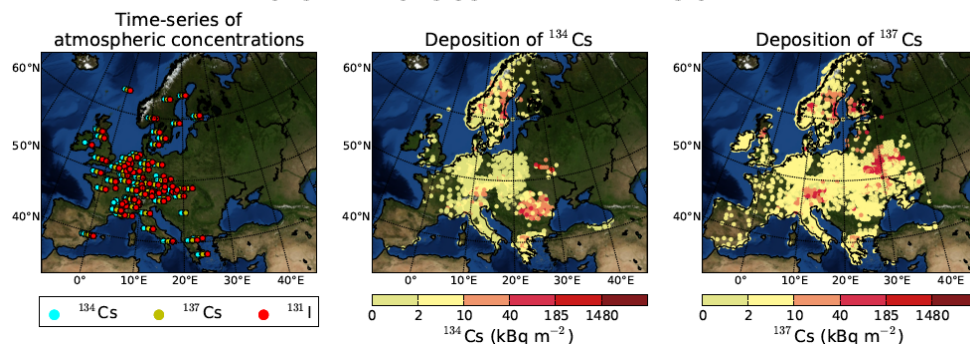 Time-series of
atmospheric concentrations
60°N
50°N
40°N
0° 10°E 20°E 30°E 40°E
¹³⁴Cs ¹³⁷Cs ¹³¹I
Deposition of ¹³⁴Cs
60°N
50°N
40°N
0° 10°E 20°E 30°E 40°E
0 2 10 40 185 1480
¹³⁴Cs (kBq m⁻²)
Deposition of ¹³⁷Cs
60°N
50°N
40°N
0° 10°E 20°E 30°E 40°E
0 2 10 40 185 1480
¹³⁷Cs (kBq m⁻²)